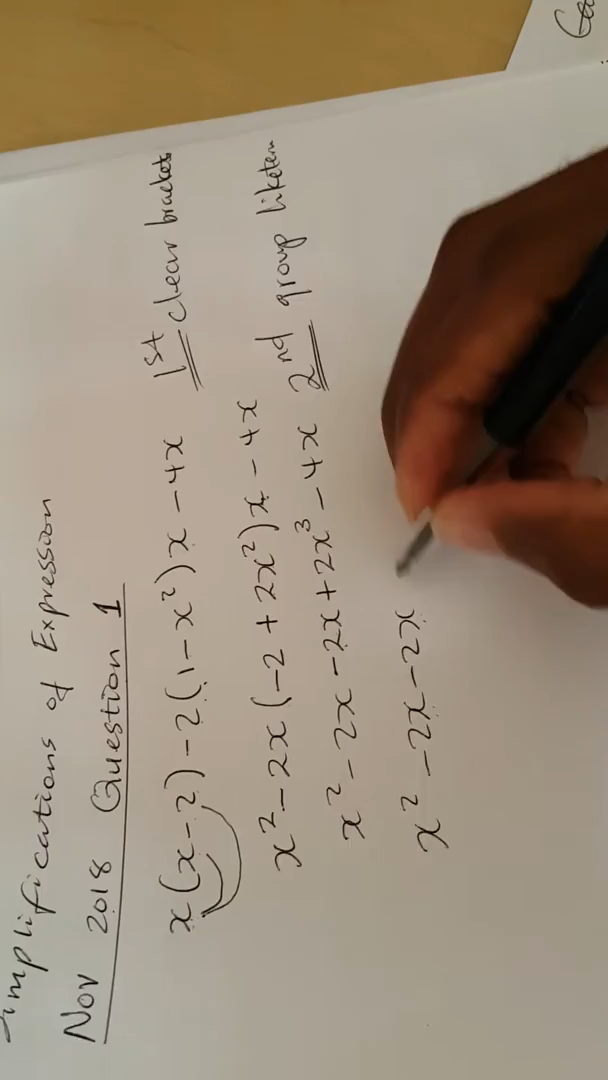 Simplifications of Expression
Nov 2018 Question 1
x(x-2)-2(1-x²)x-4x 1st clear brackets
x²-2x(-2+2x²)x-4x
x²-2x-2x+2x³-4x 2nd group like
x²-2x-2x